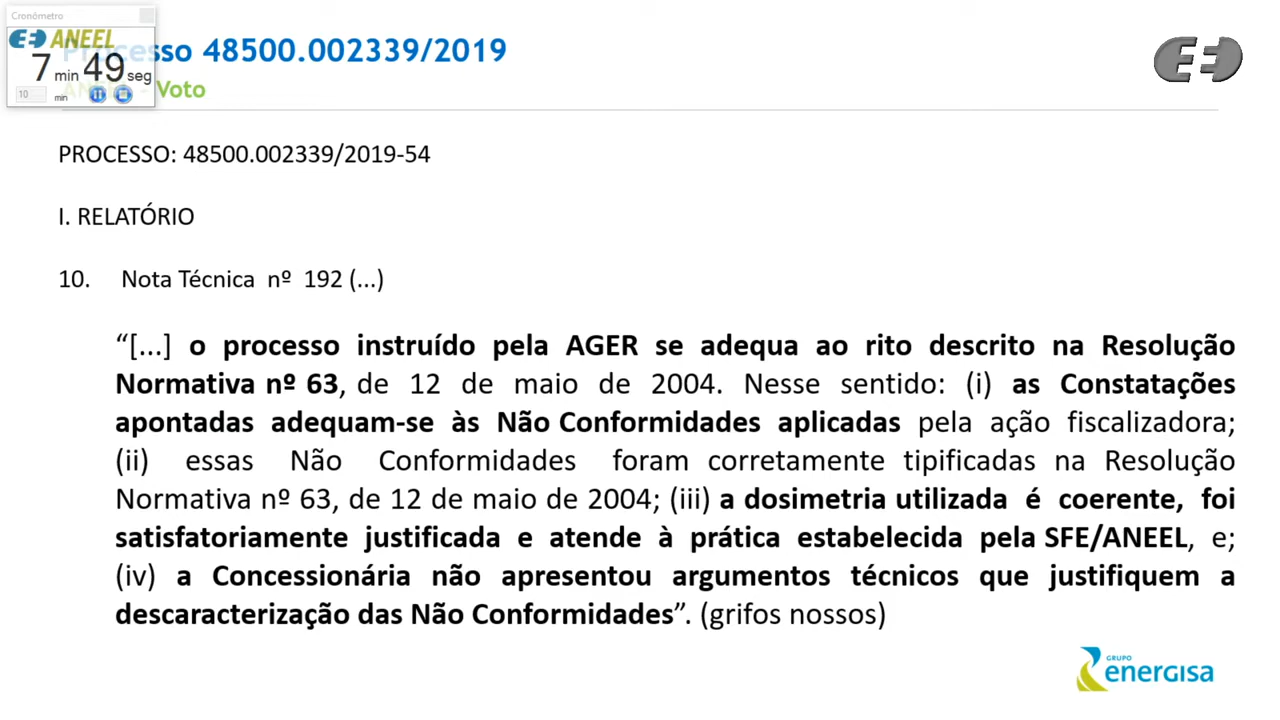 Cronômetro
ANEEL
7 min 49 seg
10 min
Processo 48500.002339/2019
- Voto
PROCESSO: 48500.002339/2019-54
I. RELATÓRIO
10. Nota Técnica nº 192 (...)
“[...] o processo instruído pela AGER se adequa ao rito descrito na Resolução
Normativa nº 63, de 12 de maio de 2004. Nesse sentido: (i) as Constatações
apontadas adequam-se às Não Conformidades aplicadas pela ação fiscalizadora;
(ii) essas Não Conformidades foram corretamente tipificadas na Resolução
Normativa nº 63, de 12 de maio de 2004; (iii) a dosimetria utilizada é coerente, foi
satisfatoriamente justificada e atende à prática estabelecida pela SFE/ANEEL, e;
(iv) a Concessionária não apresentou argumentos técnicos que justifiquem a
descaracterização das Não Conformidades”. (grifos nossos)
GRUPO
energisa